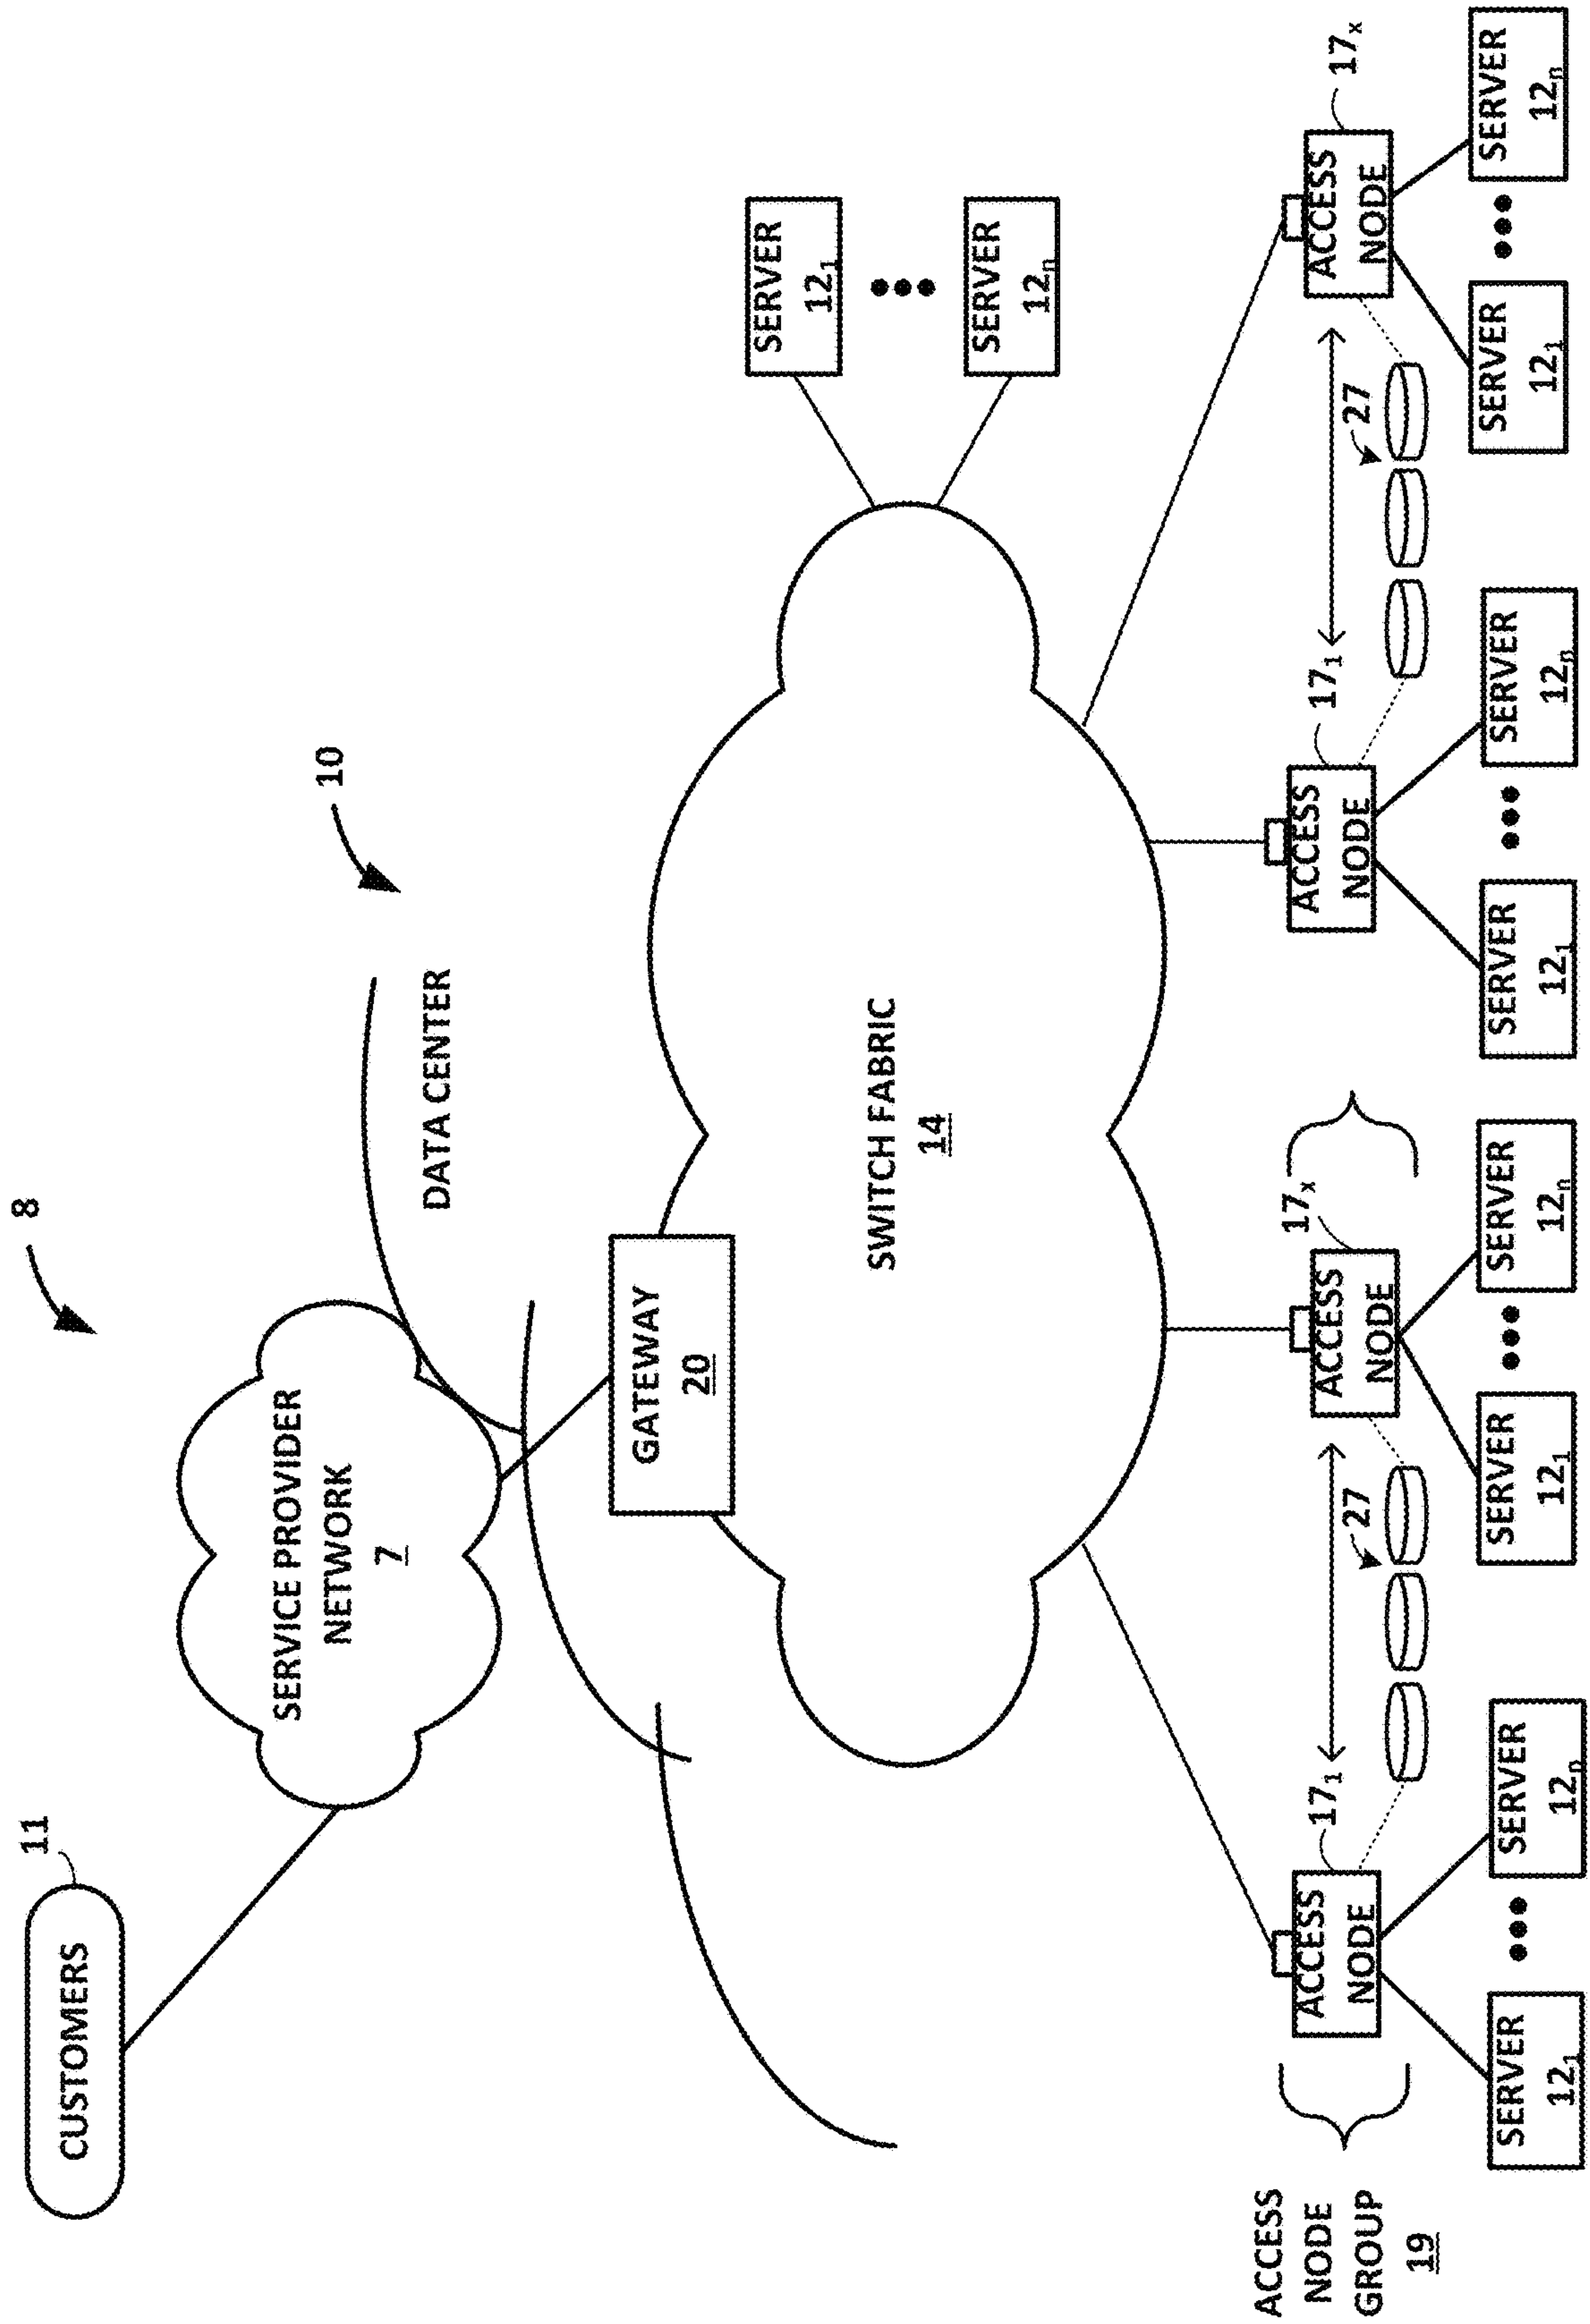 CUSTOMERS
11
8
SERVICE PROVIDER
NETWORK
7
10
DATA CENTER
GATEWAY
20
SWITCH FABRIC
14
SERVER
12₁
SERVER
12ₙ
ACCESS
NODE
GROUP
19
ACCESS
NODE
17₁
27
ACCESS
NODE
17ₓ
ACCESS
NODE
17₁
27
ACCESS
NODE
17ₓ
SERVER
12₁
SERVER
12ₙ
SERVER
12₁
SERVER
12ₙ
SERVER
12₁
SERVER
12ₙ
SERVER
12₁
SERVER
12ₙ